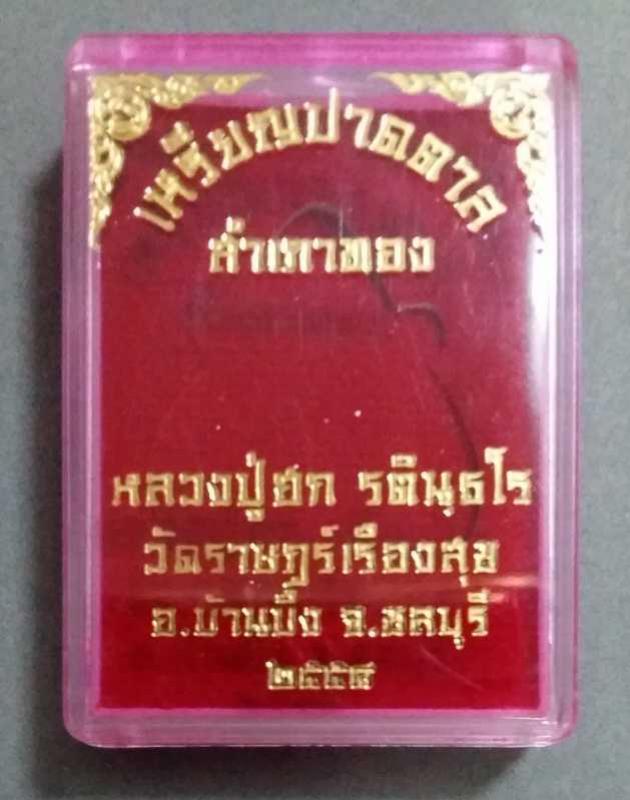 เหรียญปาดตาล
สำเภาทอง
หลวงปู่ฮก รตินฺธโร
วัดราษฎร์เรืองสุข
อ.บ้านบึ้ง จ.ชลบุรี
๒๕๕๘